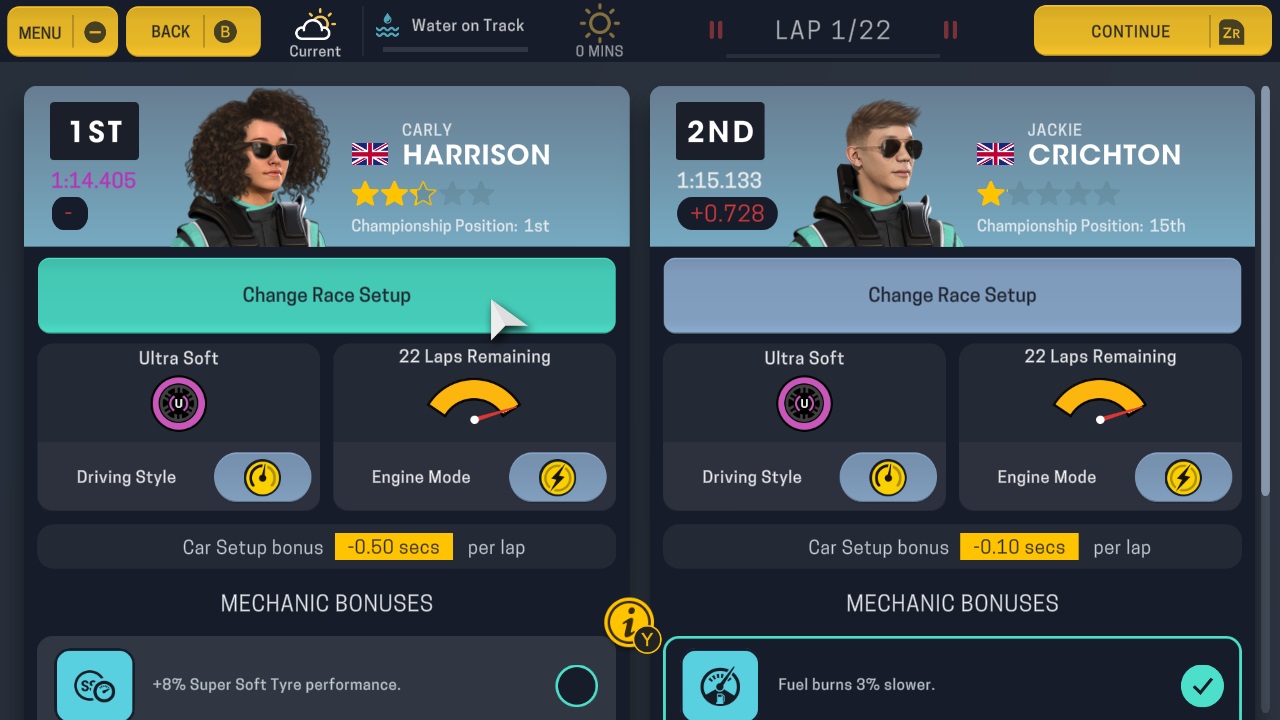 MENU
BACK B
Current
Water on Track
0 MINS
LAP 1/22
CONTINUE ZR
1ST
1:14.405
-
CARLY
HARRISON
Championship Position: 1st
Change Race Setup
Ultra Soft
U
22 Laps Remaining
Driving Style
Engine Mode
Car Setup bonus -0.50 secs per lap
MECHANIC BONUSES
SS
+8% Super Soft Tyre performance.
2ND
1:15.133
+0.728
JACKIE
CRICHTON
Championship Position: 15th
Change Race Setup
Ultra Soft
U
22 Laps Remaining
Driving Style
Engine Mode
Car Setup bonus -0.10 secs per lap
MECHANIC BONUSES
Fuel burns 3% slower.
i
Y